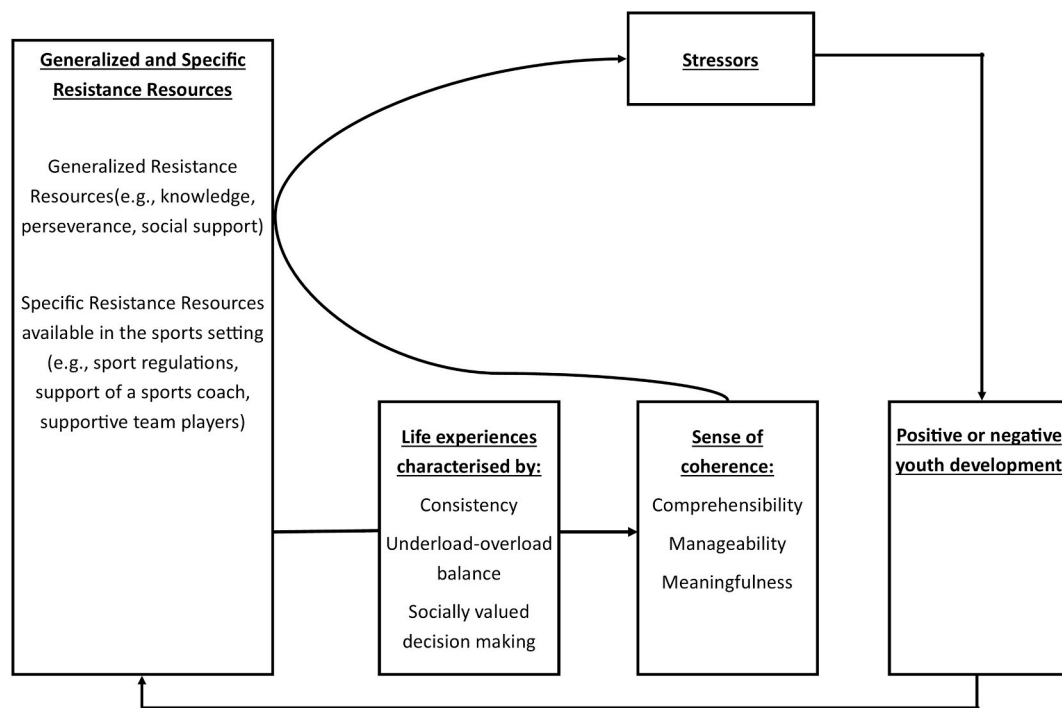 Generalized and Specific
Resistance Resources
Generalized Resistance
Resources(e.g., knowledge,
perseverance, social support)
Specific Resistance Resources
available in the sports setting
(e.g., sport regulations,
support of a sports coach,
supportive team players)
Stressors
Life experiences
characterised by:
Consistency
Underload-overload
balance
Socially valued
decision making
Sense of
coherence:
Comprehensibility
Manageability
Meaningfulness
Positive or negative
youth development